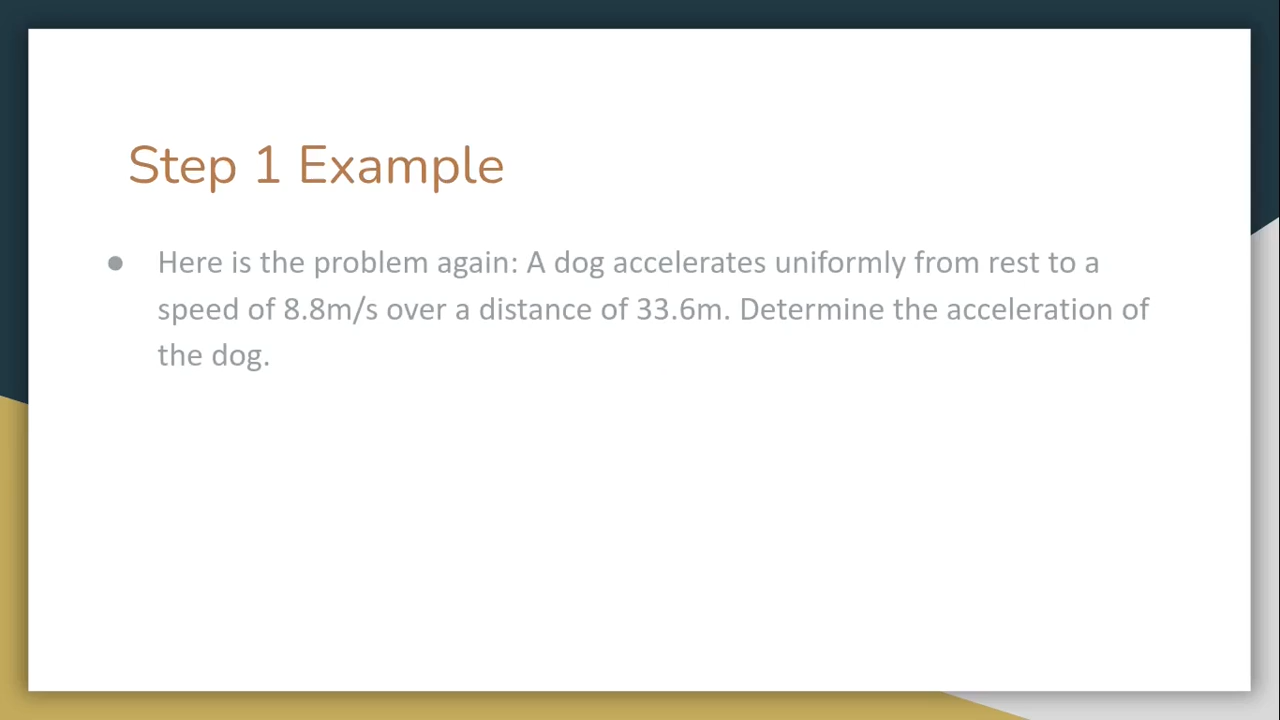 Step 1 Example
● Here is the problem again: A dog accelerates uniformly from rest to a
speed of 8.8m/s over a distance of 33.6m. Determine the acceleration of
the dog.